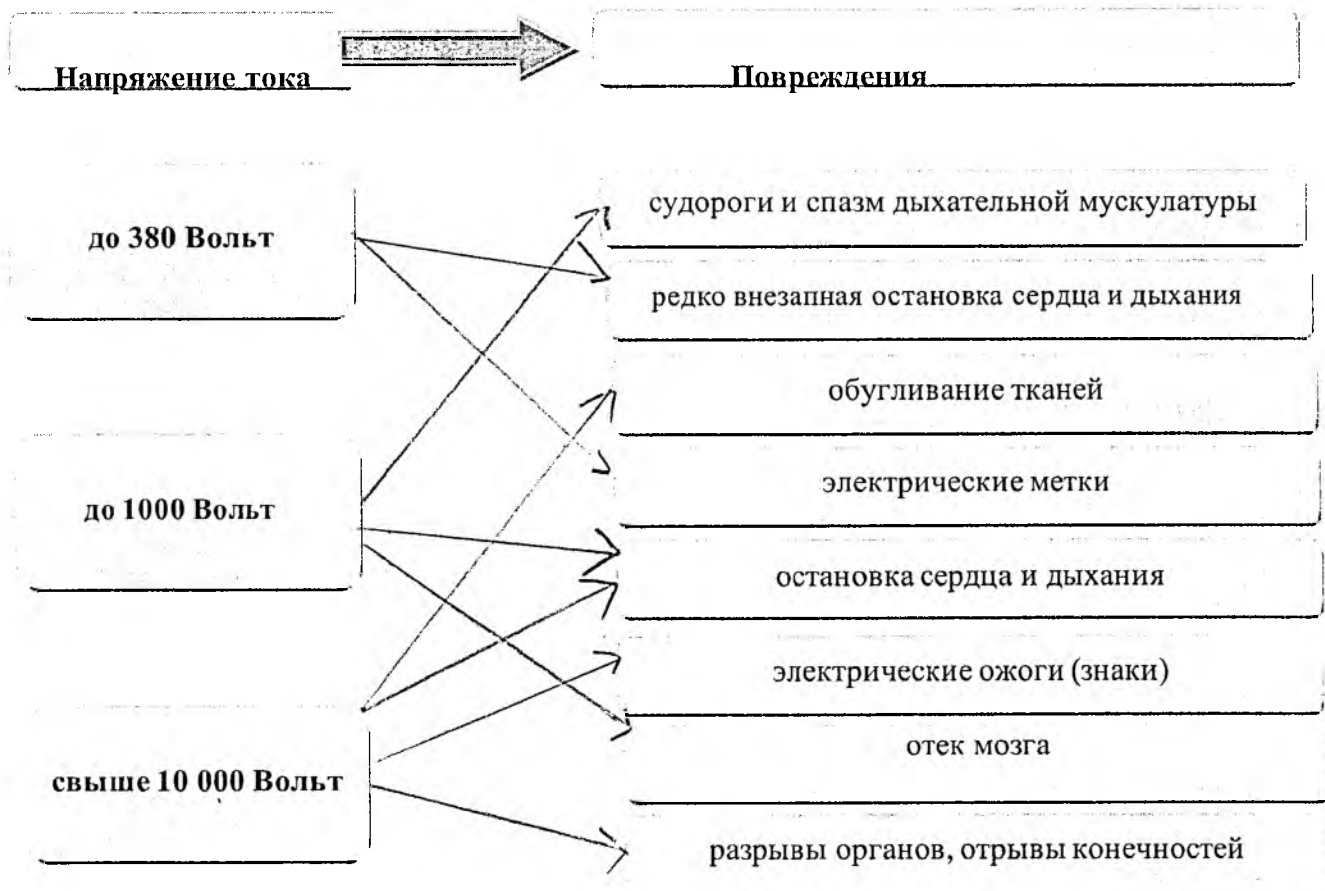 Напряжение тока
Повреждения
до 380 Вольт
до 1000 Вольт
свыше 10 000 Вольт
судороги и спазм дыхательной мускулатуры
редко внезапная остановка сердца и дыхания
обугливание тканей
электрические метки
остановка сердца и дыхания
электрические ожоги (знаки)
отек мозга
разрывы органов, отрывы конечностей